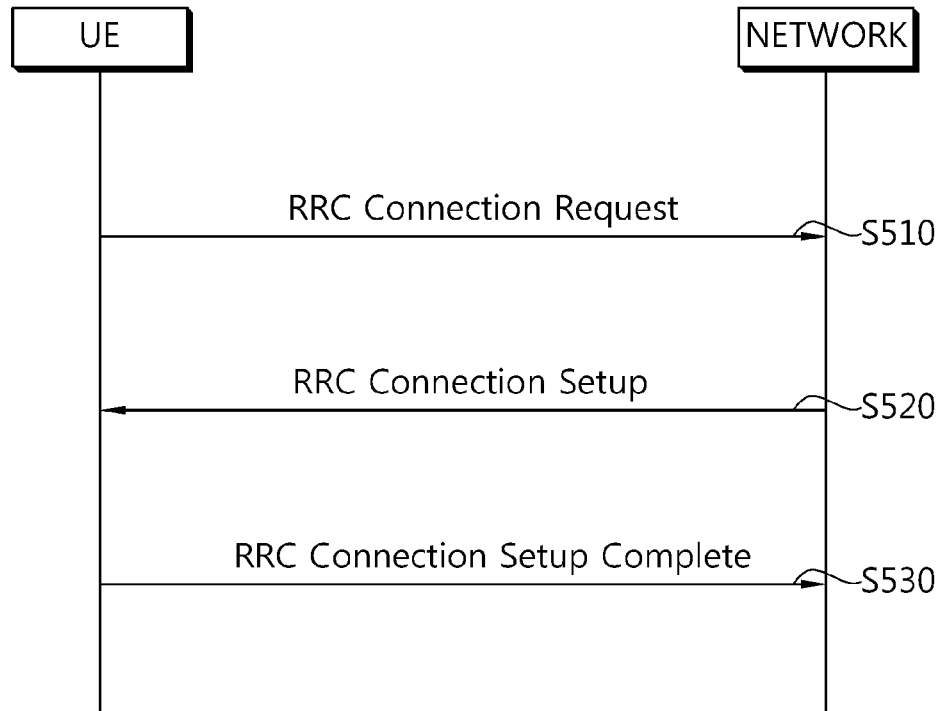 UE
NETWORK
RRC Connection Request
S510
RRC Connection Setup
S520
RRC Connection Setup Complete
S530